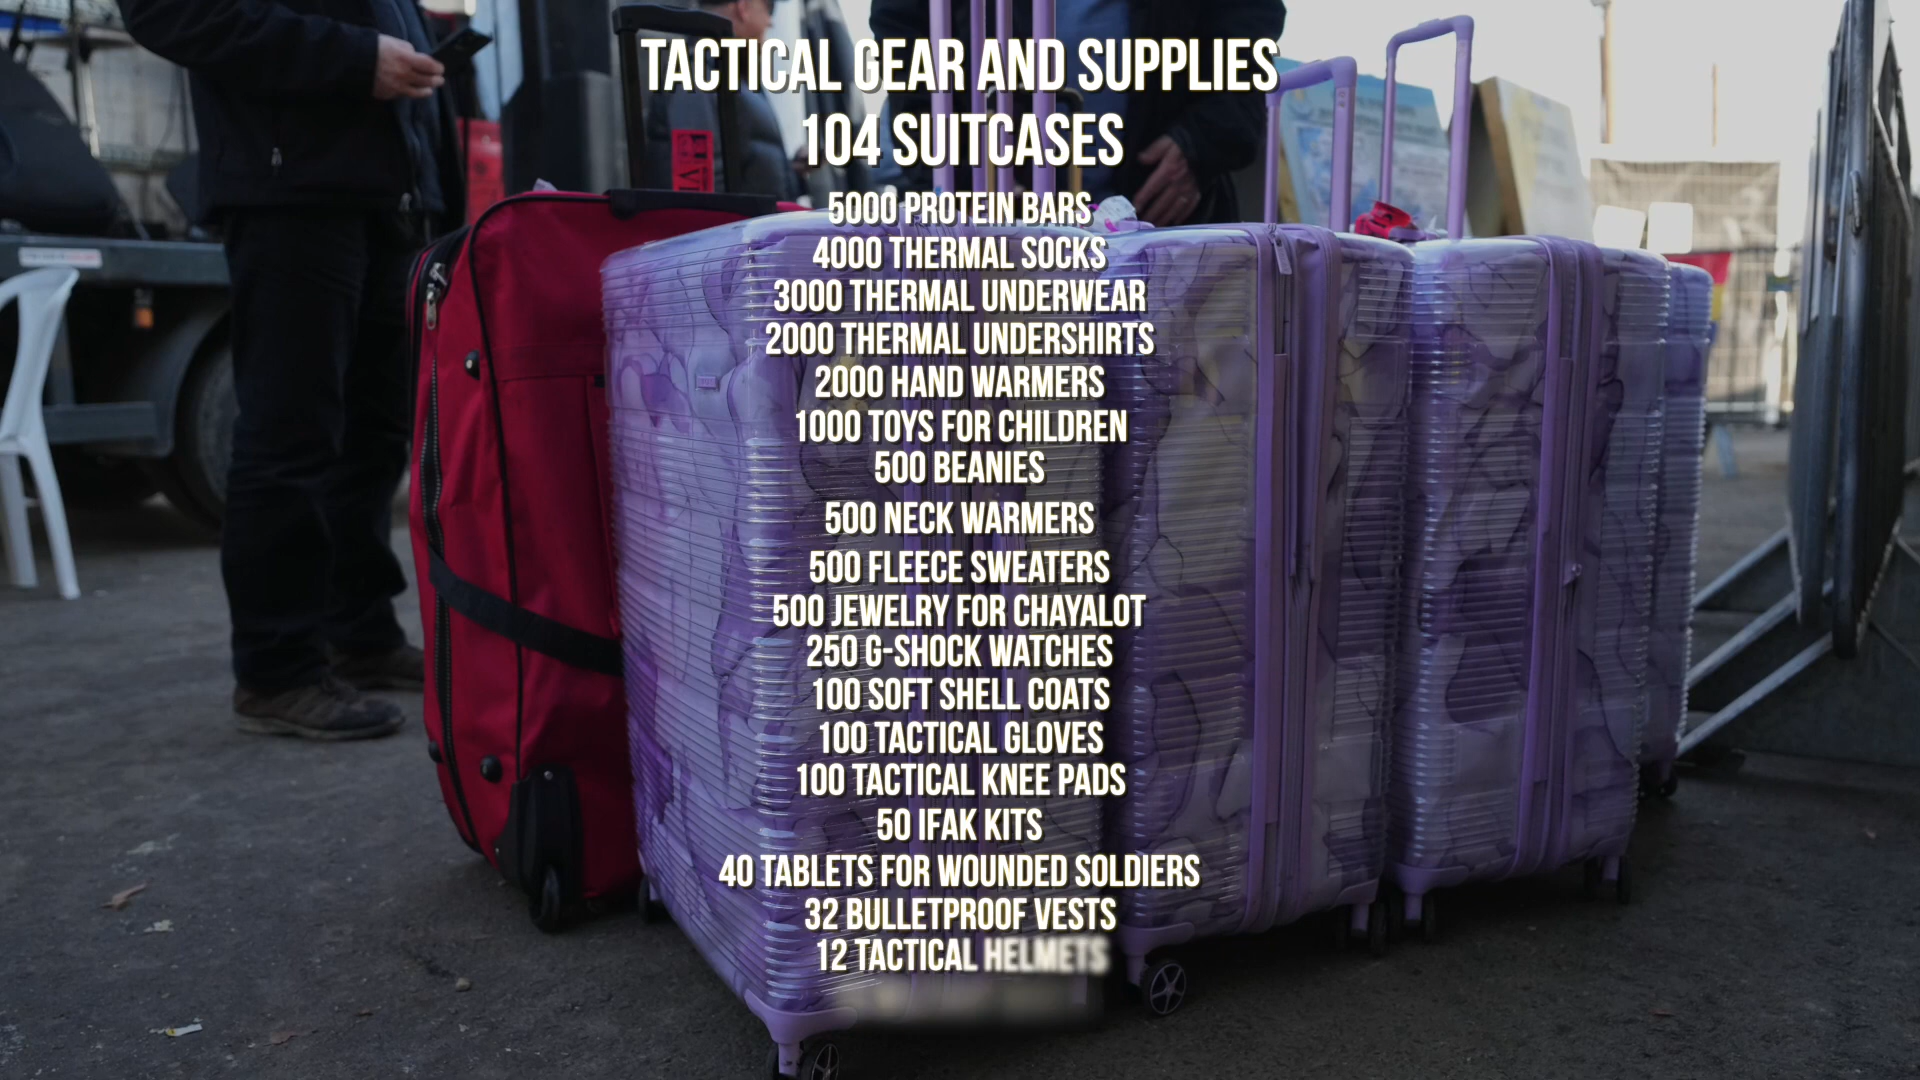 TACTICAL GEAR AND SUPPLIES
104 SUITCASES
5000 PROTEIN BARS
4000 THERMAL SOCKS
3000 THERMAL UNDERWEAR
2000 THERMAL UNDERSHIRTS
2000 HAND WARMERS
1000 TOYS FOR CHILDREN
500 BEANIES
500 NECK WARMERS
500 FLEECE SWEATERS
500 JEWELRY FOR CHAYALOT
250 G-SHOCK WATCHES
100 SOFT SHELL COATS
100 TACTICAL GLOVES
100 TACTICAL KNEE PADS
50 IFAK KITS
40 TABLETS FOR WOUNDED SOLDIERS
32 BULLETPROOF VESTS
12 TACTICAL HELMETS